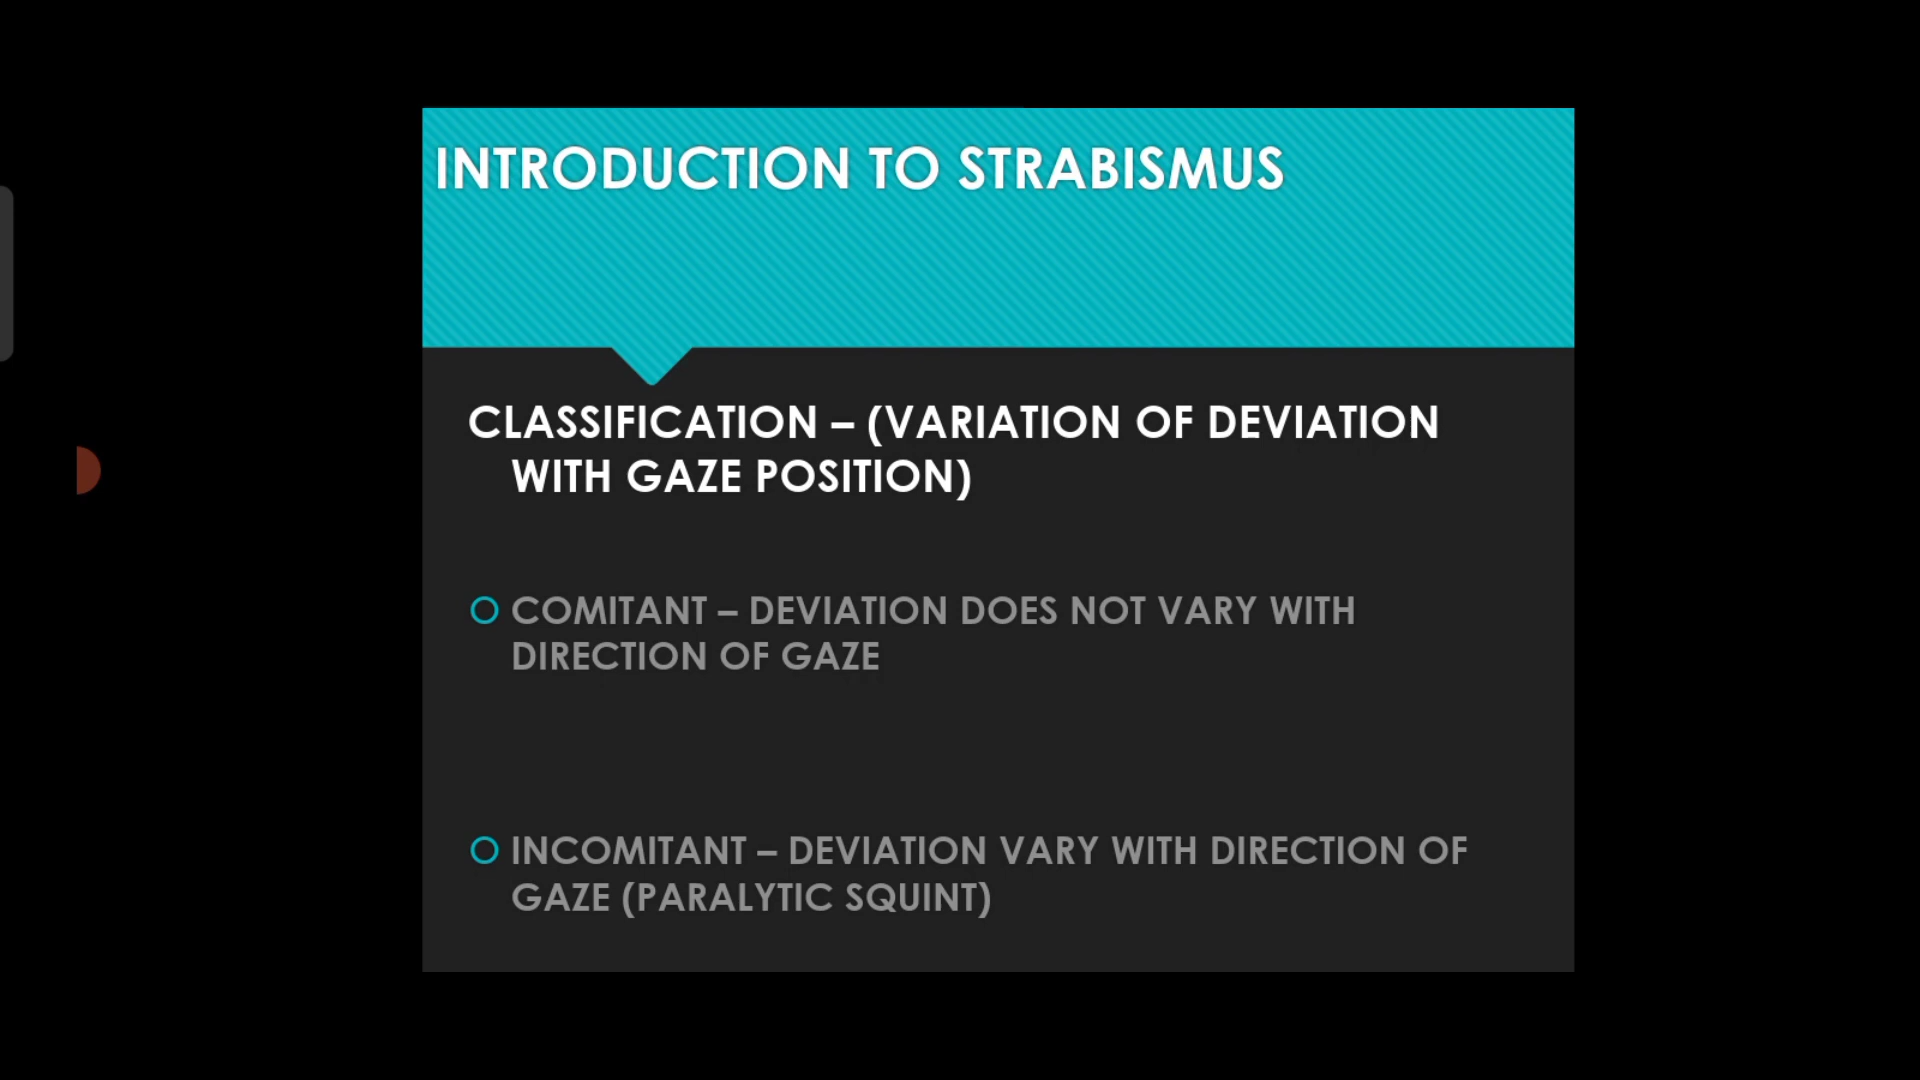 INTRODUCTION TO STRABISMUS
CLASSIFICATION – (VARIATION OF DEVIATION
WITH GAZE POSITION)
COMITANT – DEVIATION DOES NOT VARY WITH
DIRECTION OF GAZE
INCOMITANT – DEVIATION VARY WITH DIRECTION OF
GAZE (PARALYTIC SQUINT)